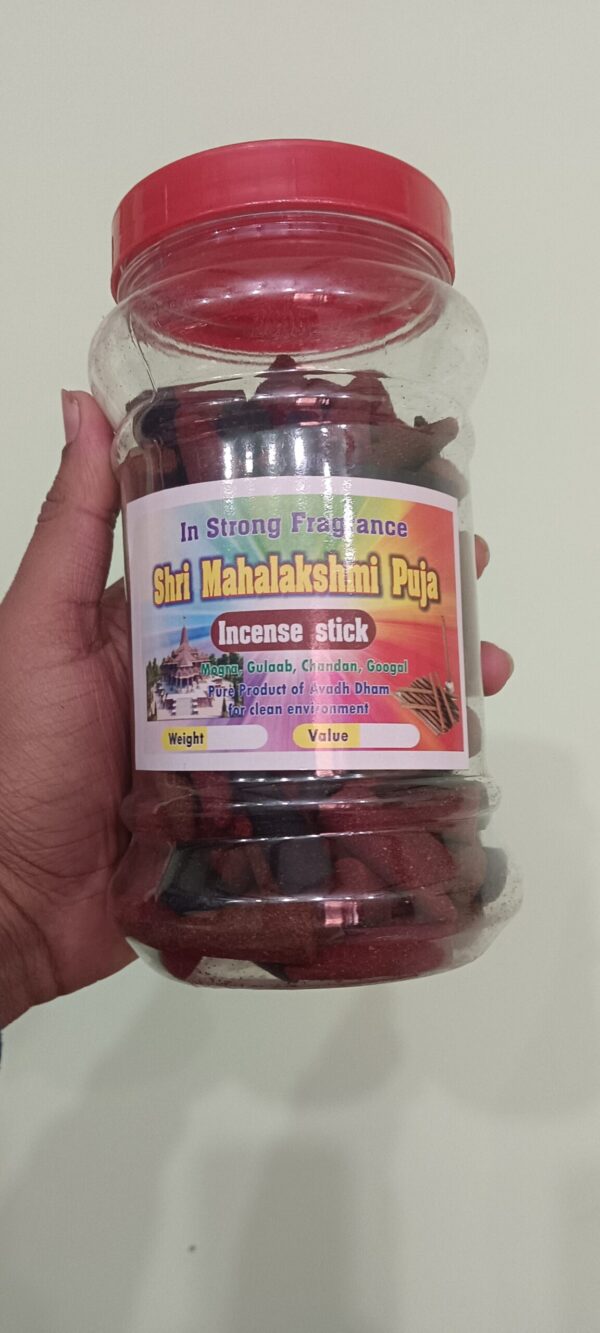 In Strong Fragrance
Shri Mahalakshmi Puja
Incense stick
Mogra, Gulaab, Chandan, Googal
Pure Product of Avadh Dham
for clean environment
Weight Value